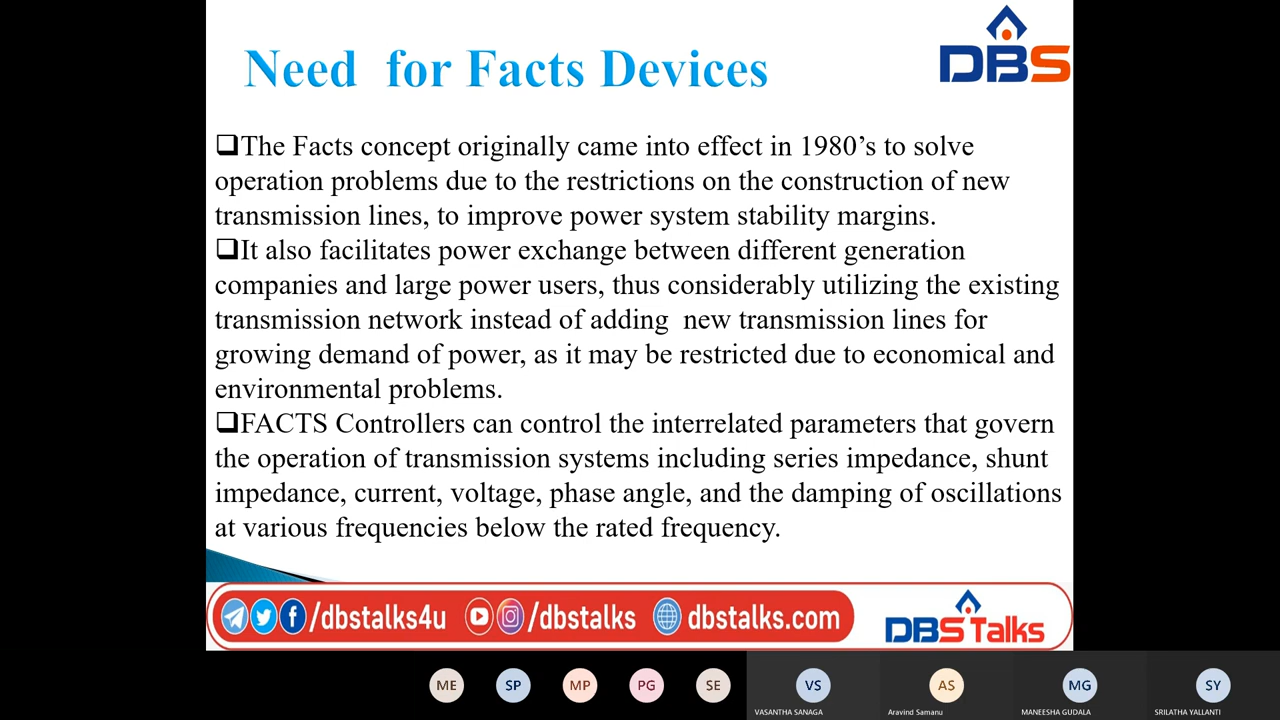 Need for Facts Devices
DBS
❑The Facts concept originally came into effect in 1980’s to solve
operation problems due to the restrictions on the construction of new
transmission lines, to improve power system stability margins.
❑It also facilitates power exchange between different generation
companies and large power users, thus considerably utilizing the existing
transmission network instead of adding new transmission lines for
growing demand of power, as it may be restricted due to economical and
environmental problems.
❑FACTS Controllers can control the interrelated parameters that govern
the operation of transmission systems including series impedance, shunt
impedance, current, voltage, phase angle, and the damping of oscillations
at various frequencies below the rated frequency.
/dbstalks4u /dbstalks dbstalks.com
DBS Talks
ME SP MP PG SE VS AS MG SY
VASANTHA SANAGA Aravind Samanu MANEESHA GUDALA SRILATHA YALLANTI